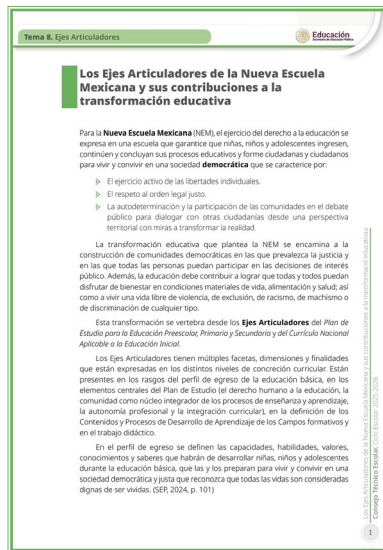 Tema 8. Ejes Articuladores
Educación
Secretaría de Educación Pública
Los Ejes Articuladores de la Nueva Escuela
Mexicana y sus contribuciones a la
transformación educativa
Para la Nueva Escuela Mexicana (NEM), el ejercicio del derecho a la educación se
expresa en una escuela que garantice que niñas, niños y adolescentes ingresen,
continúen y concluyan sus procesos educativos y forme ciudadanas y ciudadanos
para vivir y convivir en una sociedad democrática que se caracterice por:
El ejercicio activo de las libertades individuales.
El respeto al orden legal justo.
La autodeterminación y la participación de las comunidades en el debate
público para dialogar con otras ciudadanías desde una perspectiva
territorial con miras a transformar la realidad.
La transformación educativa que plantea la NEM se encamina a la
construcción de comunidades democráticas en las que prevalezca la justicia y
en las que todas las personas puedan participar en las decisiones de interés
público. Además, la educación debe contribuir a lograr que todas y todos puedan
disfrutar de bienestar en condiciones materiales de vida, alimentación y salud; así
como a vivir una vida libre de violencia, de exclusión, de racismo, de machismo o
de discriminación de cualquier tipo.
Esta transformación se vertebra desde los Ejes Articuladores del Plan de
Estudio para la Educación Preescolar, Primaria y Secundaria y del Currículo Nacional
Aplicable a la Educación Inicial.
Los Ejes Articuladores tienen múltiples facetas, dimensiones y finalidades
que están expresadas en los distintos niveles de concreción curricular. Están
presentes en los rasgos del perfil de egreso de la educación básica, en los
elementos centrales del Plan de Estudio (el derecho humano a la educación, la
comunidad como núcleo integrador de los procesos de enseñanza y aprendizaje,
la autonomía profesional y la integración curricular), en la definición de los
Contenidos y Procesos de Desarrollo de Aprendizaje de los Campos formativos y
en el trabajo didáctico.
En el perfil de egreso se definen las capacidades, habilidades, valores,
conocimientos y saberes que habrán de desarrollar niñas, niños y adolescentes
durante la educación básica, que las y los preparan para vivir y convivir en una
sociedad democrática y justa que reconozca que todas las vidas son consideradas
dignas de ser vividas. (SEP, 2024, p. 101)
Los Ejes Articuladores de la Nueva Escuela Mexicana y sus contribuciones a la transformació educativaa
Consejo Técnico Escolar. Ciclo Escolar 2025-2026
1